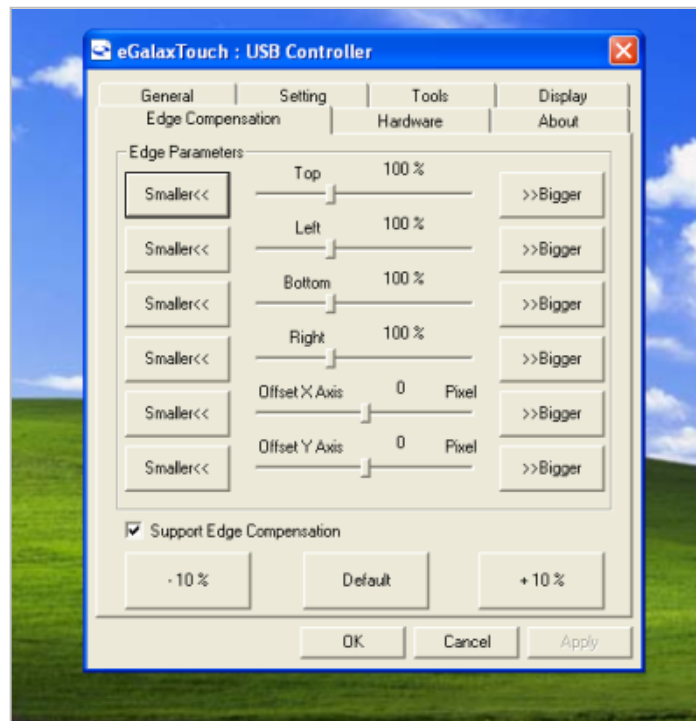 eGalaxTouch : USB Controller
General Setting Tools Display
Edge Compensation Hardware About
Edge Parameters
Top 100 %
Smaller<< >>Bigger
Left 100 %
Smaller<< >>Bigger
Bottom 100 %
Smaller<< >>Bigger
Right 100 %
Smaller<< >>Bigger
Offset X Axis 0 Pixel
Smaller<< >>Bigger
Offset Y Axis 0 Pixel
Smaller<< >>Bigger
Support Edge Compensation
- 10 % Default + 10 %
OK Cancel Apply